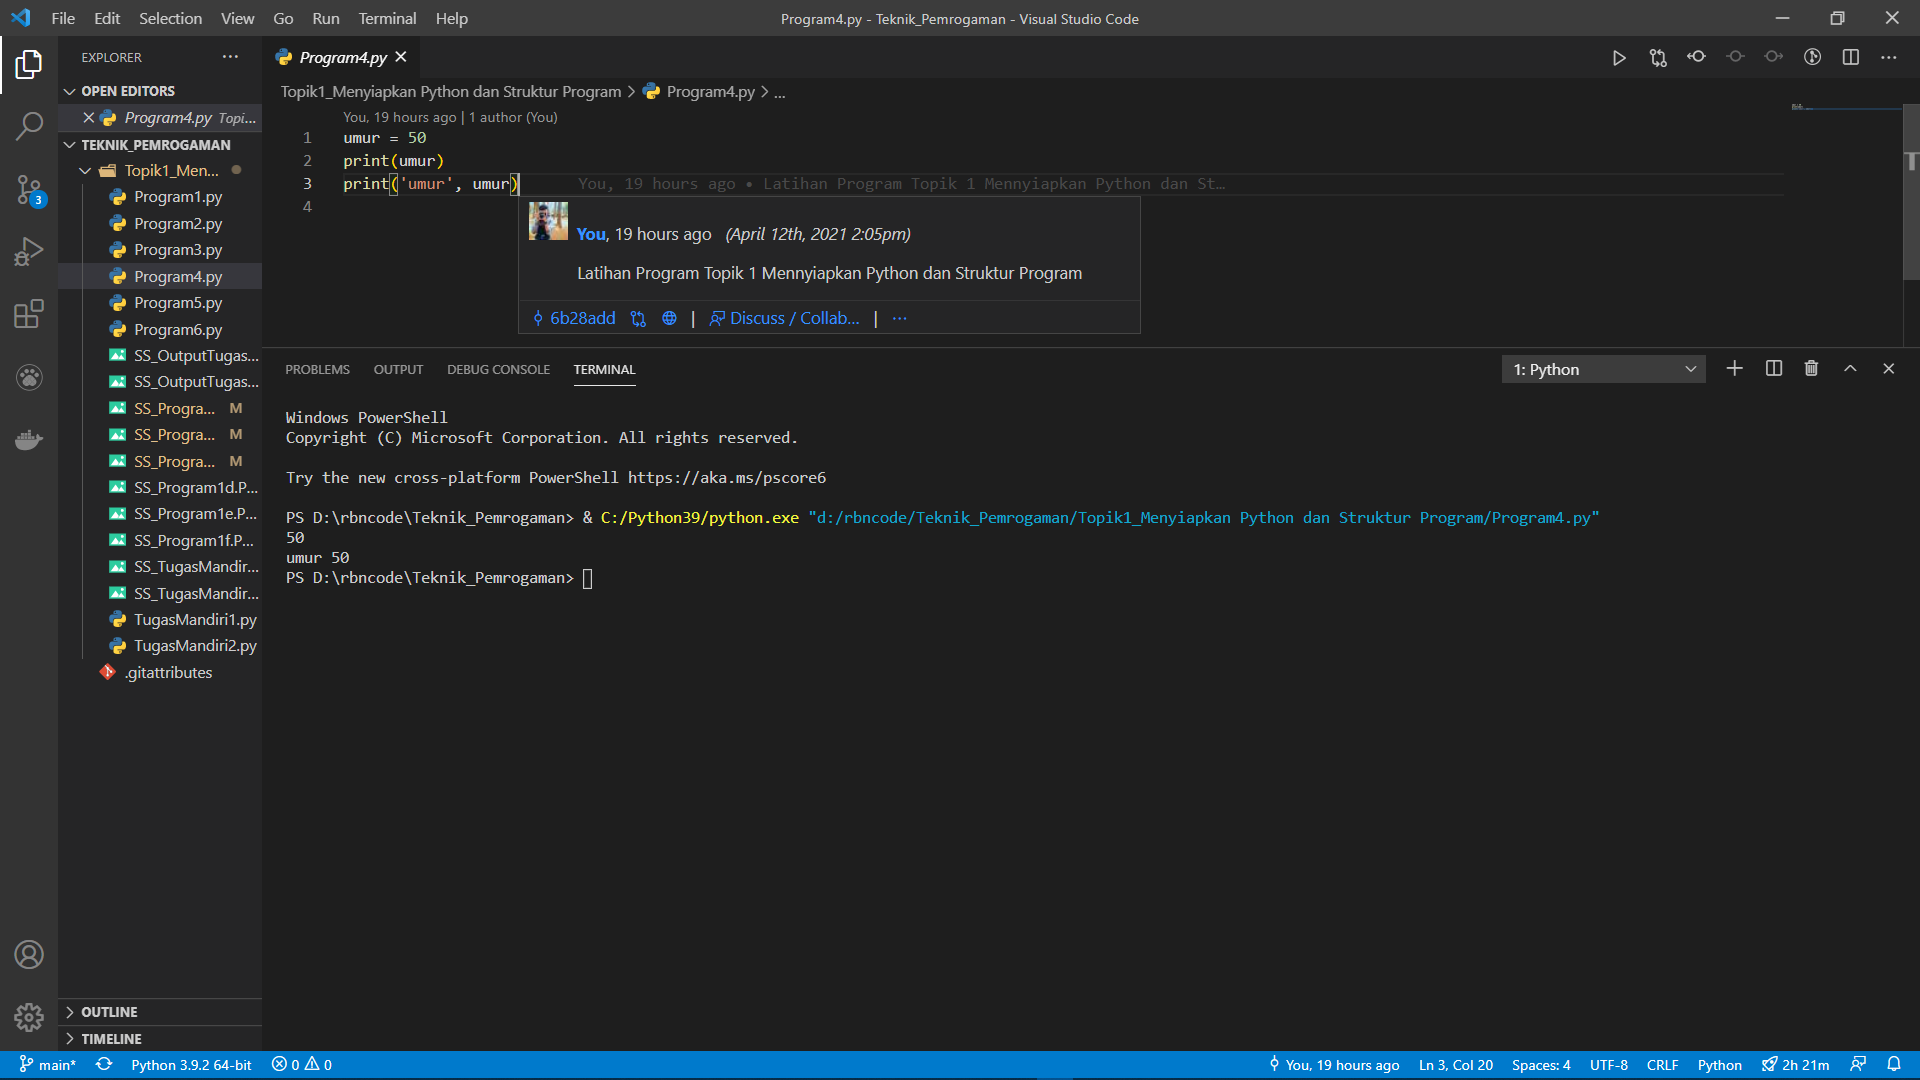 File Edit Selection View Go Run Terminal Help
Program4.py - Teknik_Pemrogaman - Visual Studio Code
EXPLORER
OPEN EDITORS
Program4.py Topi...
TEKNIK_PEMROGAMAN
Topik1_Men...
Program1.py
Program2.py
Program3.py
Program4.py
Program5.py
Program6.py
SS_OutputTugas...
SS_OutputTugas...
SS_Progra... M
SS_Progra... M
SS_Progra... M
SS_Program1d.P...
SS_Program1e.P...
SS_Program1f.P...
SS_TugasMandir...
SS_TugasMandir...
TugasMandiri1.py
TugasMandiri2.py
.gitattributes
OUTLINE
TIMELINE
3
Program4.py
Topik1_Menyiapkan Python dan Struktur Program > Program4.py > ...
You, 19 hours ago | 1 author (You)
1 umur = 50
2 print(umur)
3 print('umur', umur) You, 19 hours ago • Latihan Program Topik 1 Mennyiapkan Python dan St…
4
You, 19 hours ago (April 12th, 2021 2:05pm)
Latihan Program Topik 1 Mennyiapkan Python dan Struktur Program
6b28add | Discuss / Collab... | ...
PROBLEMS OUTPUT DEBUG CONSOLE TERMINAL
1: Python
Windows PowerShell
Copyright (C) Microsoft Corporation. All rights reserved.
Try the new cross-platform PowerShell https://aka.ms/pscore6
PS D:\rbncode\Teknik_Pemrogaman> & C:/Python39/python.exe "d:/rbncode/Teknik_Pemrogaman/Topik1_Menyiapkan Python dan Struktur Program/Program4.py"
50
umur 50
PS D:\rbncode\Teknik_Pemrogaman>
main* Python 3.9.2 64-bit 0 0 You, 19 hours ago Ln 3, Col 20 Spaces: 4 UTF-8 CRLF Python 2h 21m